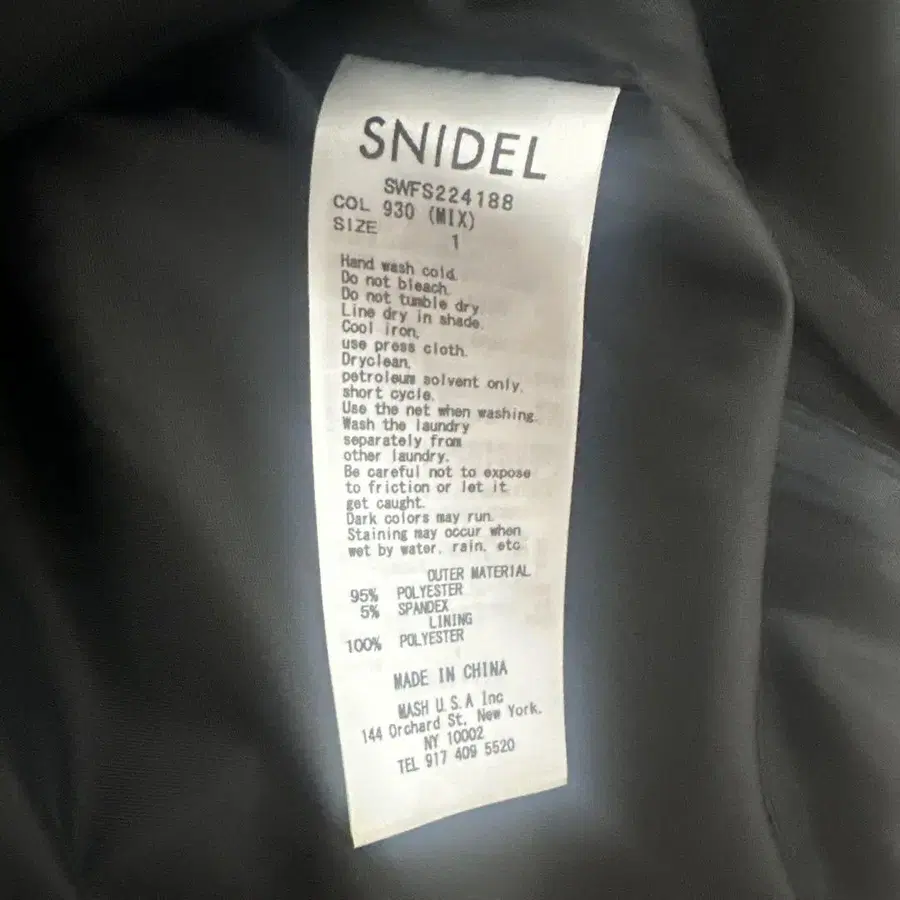 SNIDEL
SWFS224188
COL 930 (MIX)
SIZE 1
Hand wash cold.
Do not bleach.
Do not tumble dry
Line dry in shade.
Cool iron,
use press cloth.
Dryclean,
petroleum solvent only,
short cycle.
Use the net when washing.
Wash the laundry
separately from
other laundry.
Be careful not to expose
to friction or let it
get caught.
Dark colors may run.
Staining may occur when
wet by water, rain, etc
OUTER MATERIAL
95% POLYESTER
5% SPANDEX
LINING
100% POLYESTER
MADE IN CHINA
MASH U.S.A Inc
144 Orchard St, New York,
NY 10002
TEL 917 409 5520